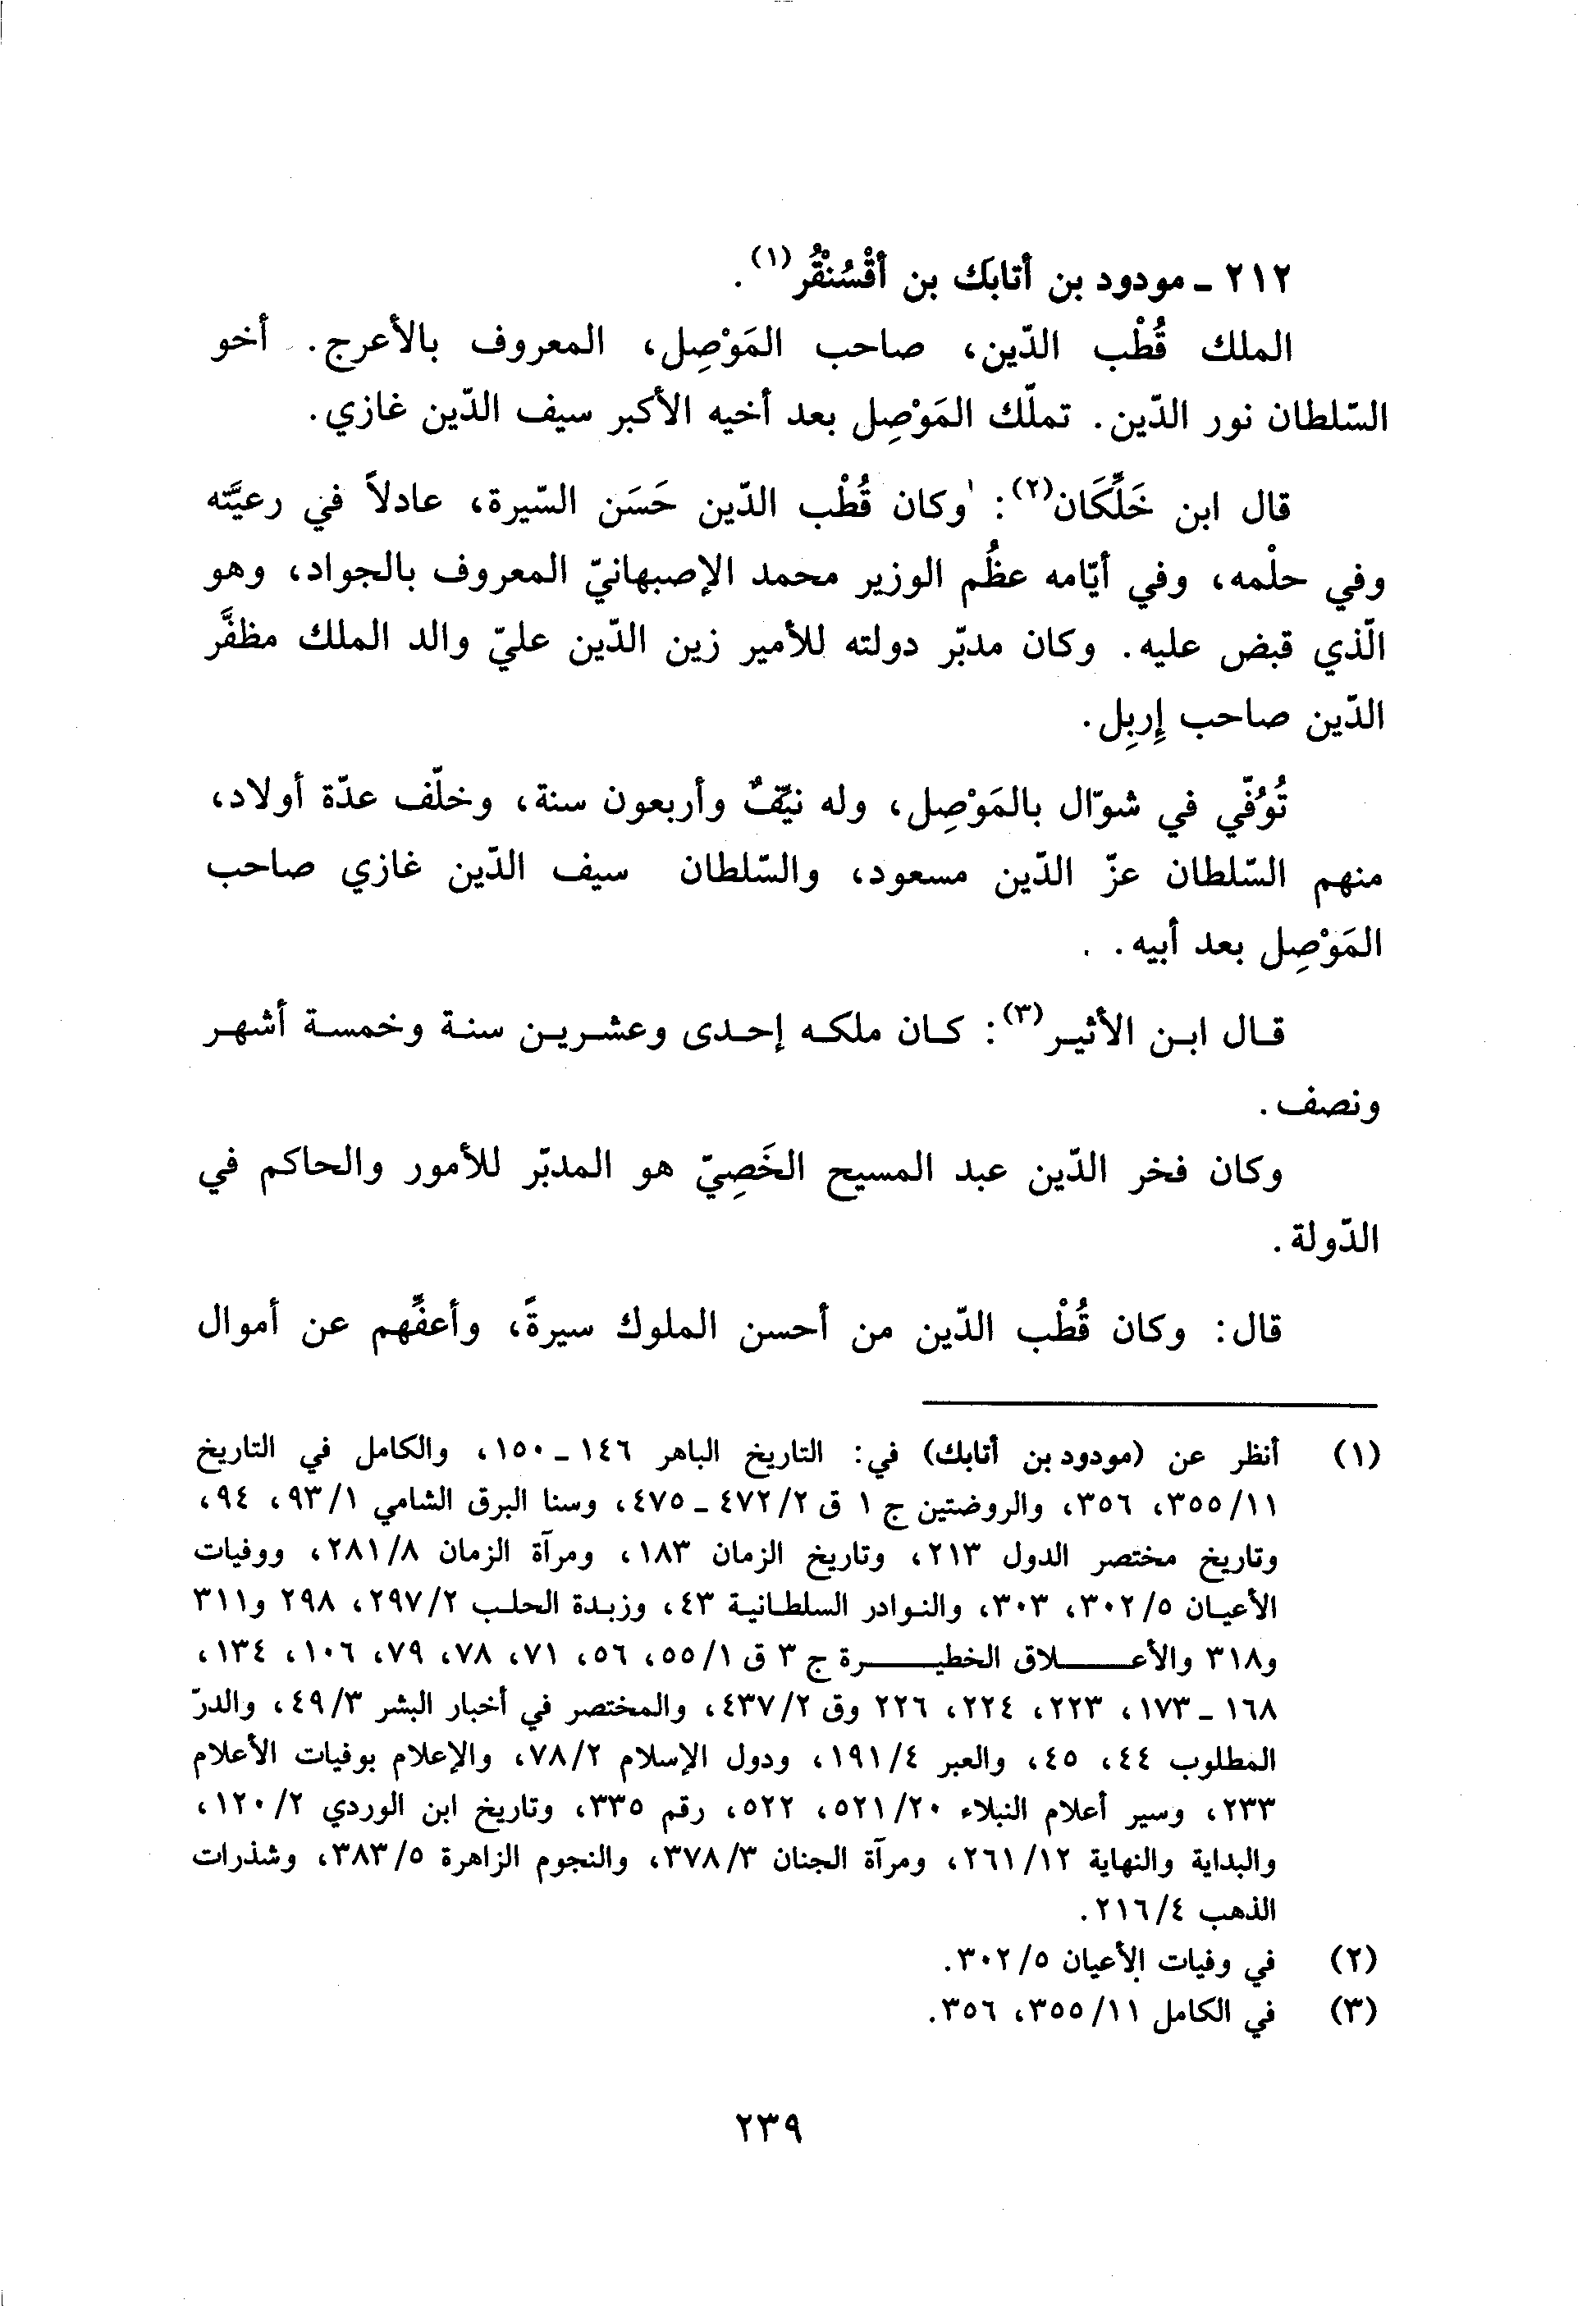 ٢١٢ ـ مودود بن أتابَك بن أقْسُنْقُر(١).
الملك قُطْب الدّين، صاحب المَوْصِل، المعروف بالأعرج. أخو
السّلطان نور الدّين. تملّك المَوْصِل بعد أخيه الأكبر سيف الدّين غازي.
قال ابن خَلِّكَان(٢): وكان قُطْب الدّين حَسَن السّيرة، عادلاً في رعيَّته
وفي حلْمه، وفي أيّامه عظُم الوزير محمد الإصبهانيّ المعروف بالجواد، وهو
الّذي قبض عليه. وكان مدبّر دولته للأمير زين الدّين عليّ والد الملك مظفَّر
الدّين صاحب إِربِل.
تُوُفّي في شوّال بالمَوْصِل، وله نيّفٌ وأربعون سنة، وخلّف عدّة أولاد،
منهم السّلطان عزّ الدّين مسعود، والسّلطان سيف الدّين غازي صاحب
المَوْصِل بعد أبيه.
قال ابن الأثير(٣): كان ملكه إحدى وعشرين سنة وخمسة أشهر
ونصف.
وكان فخر الدّين عبد المسيح الخَصِيّ هو المدبّر للأمور والحاكم في
الدّولة.
قال: وكان قُطْب الدّين من أحسن الملوك سيرةً، وأعفِّهم عن أموال
(١) أنظر عن (مودود بن أتابك) في: التاريخ الباهر ١٤٦ ـ ١٥٠، والكامل في التاريخ
١١/ ٣٥٥، ٣٥٦، والروضتين ج ١ ق ٢/ ٤٧٢ ـ ٤٧٥، وسنا البرق الشامي ١/ ٩٣، ٩٤،
وتاريخ مختصر الدول ٢١٣، وتاريخ الزمان ١٨٣، ومرآة الزمان ٨/ ٢٨١، ووفيات
الأعيان ٥/ ٣٠٢، ٣٠٣، والنوادر السلطانية ٤٣، وزبدة الحلب ٢/ ٢٩٧، ٢٩٨ و٣١١
و٣١٨ والأعلاق الخطيرة ج ٣ ق ١/ ٥٥، ٥٦، ٧١، ٧٨، ٧٩، ١٠٦، ١٣٤،
١٦٨ ـ ١٧٣، ٢٢٣، ٢٢٤، ٢٢٦ وق ٢/ ٤٣٧، والمختصر في أخبار البشر ٣/ ٤٩، والدرّ
المطلوب ٤٤، ٤٥، والعبر ٤/ ١٩١، ودول الإسلام ٢/ ٧٨، والإعلام بوفيات الأعلام
٢٣٣، وسير أعلام النبلاء ٢٠/ ٥٢١، ٥٢٢، رقم ٣٣٥، وتاريخ ابن الوردي ٢/ ١٢٠،
والبداية والنهاية ١٢/ ٢٦١، ومرآة الجنان ٣/ ٣٧٨، والنجوم الزاهرة ٥/ ٣٨٣، وشذرات
الذهب ٤/ ٢١٦.
(٢) في وفيات الأعيان ٥/ ٣٠٢.
(٣) في الكامل ١١/ ٣٥٥، ٣٥٦.
٢٣٩